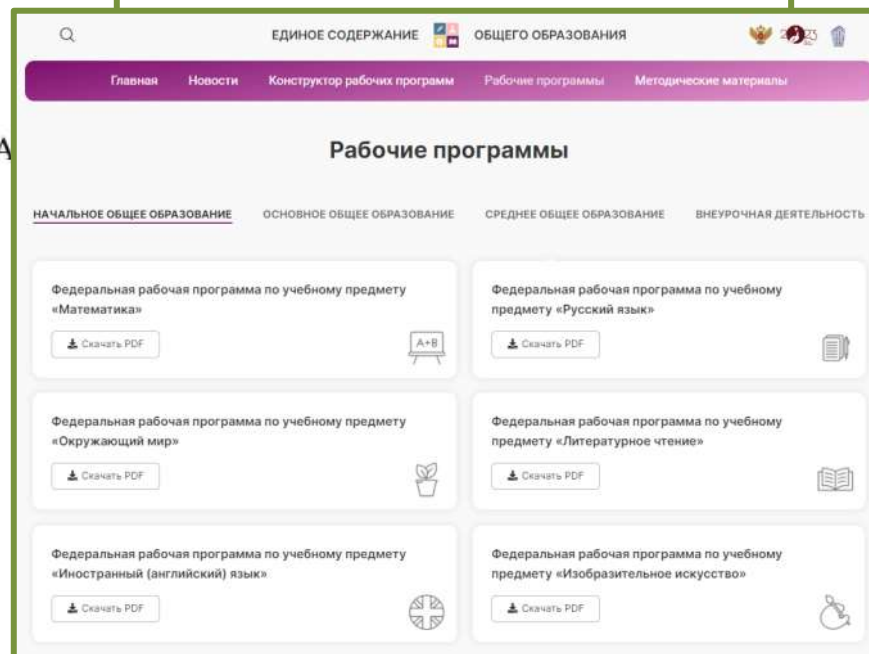 ЕДИНОЕ СОДЕРЖАНИЕ ОБЩЕГО ОБРАЗОВАНИЯ
Главная Новости Конструктор рабочих программ Рабочие программы Методические материалы
Рабочие программы
НАЧАЛЬНОЕ ОБЩЕЕ ОБРАЗОВАНИЕ ОСНОВНОЕ ОБЩЕЕ ОБРАЗОВАНИЕ СРЕДНЕЕ ОБЩЕЕ ОБРАЗОВАНИЕ ВНЕУРОЧНАЯ ДЕЯТЕЛЬНОСТЬ
Федеральная рабочая программа по учебному предмету
«Математика»
Скачать PDF
A+B
Федеральная рабочая программа по учебному
предмету «Русский язык»
Скачать PDF
Федеральная рабочая программа по учебному предмету
«Окружающий мир»
Скачать PDF
Федеральная рабочая программа по учебному
предмету «Литературное чтение»
Скачать PDF
Федеральная рабочая программа по учебному предмету
«Иностранный (английский) язык»
Скачать PDF
Федеральная рабочая программа по учебному
предмету «Изобразительное искусство»
Скачать PDF